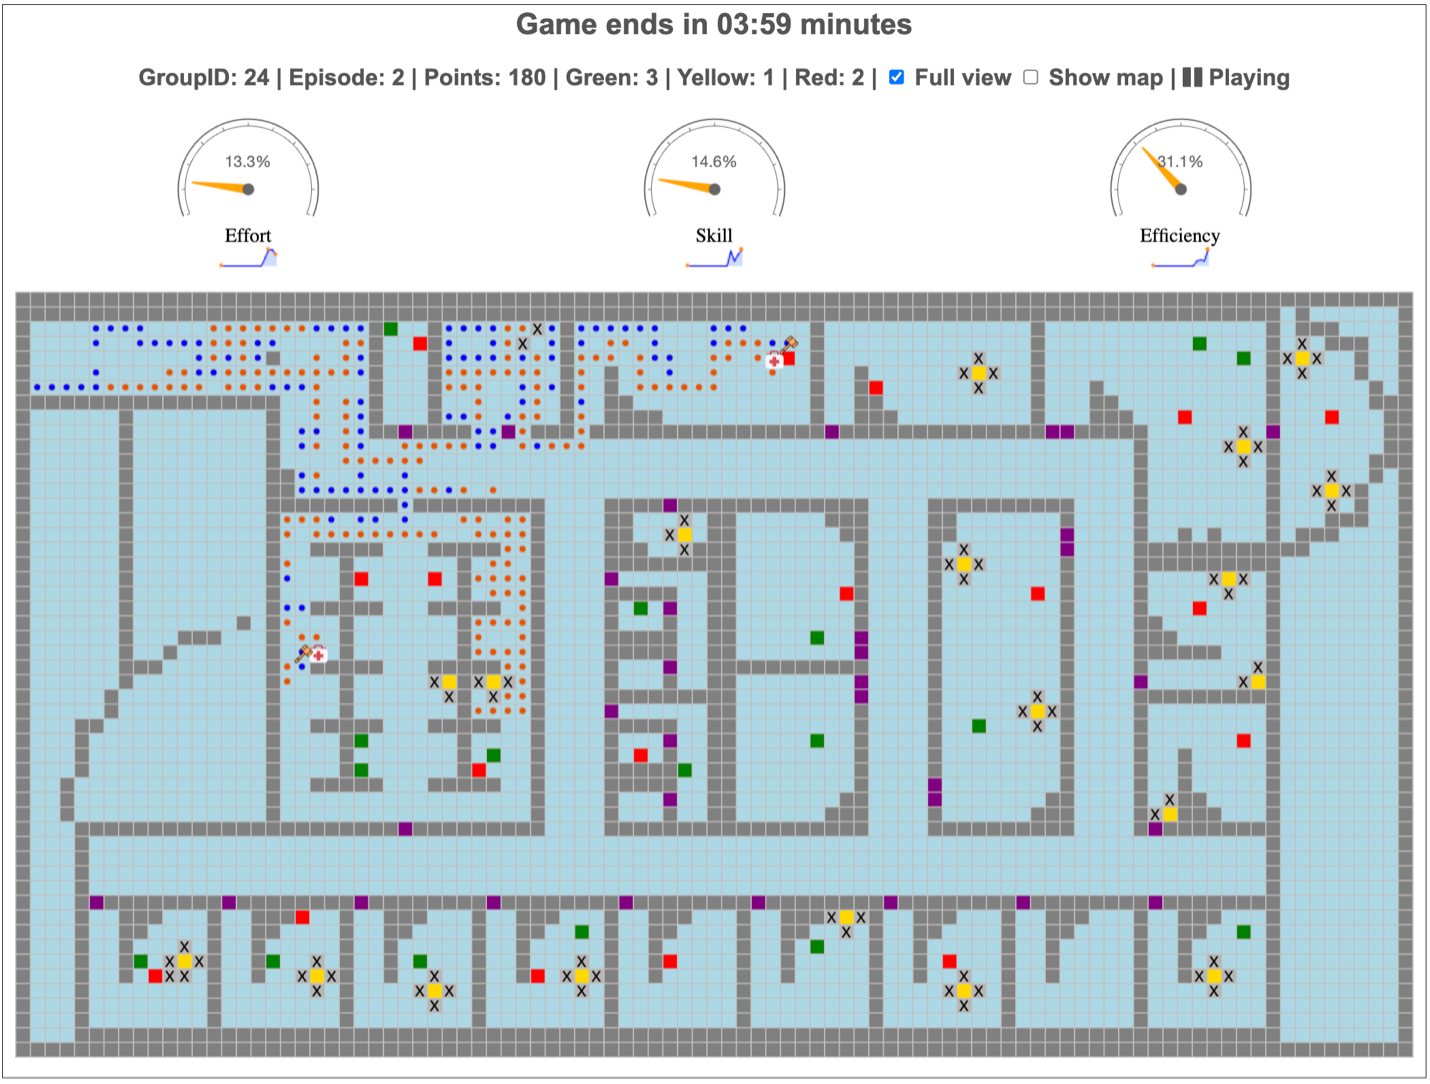 Game ends in 03:59 minutes
GroupID: 24 | Episode: 2 | Points: 180 | Green: 3 | Yellow: 1 | Red: 2 | Full view Show map | Playing
13.3% 14.6% 31.1%
Effort Skill Efficiency